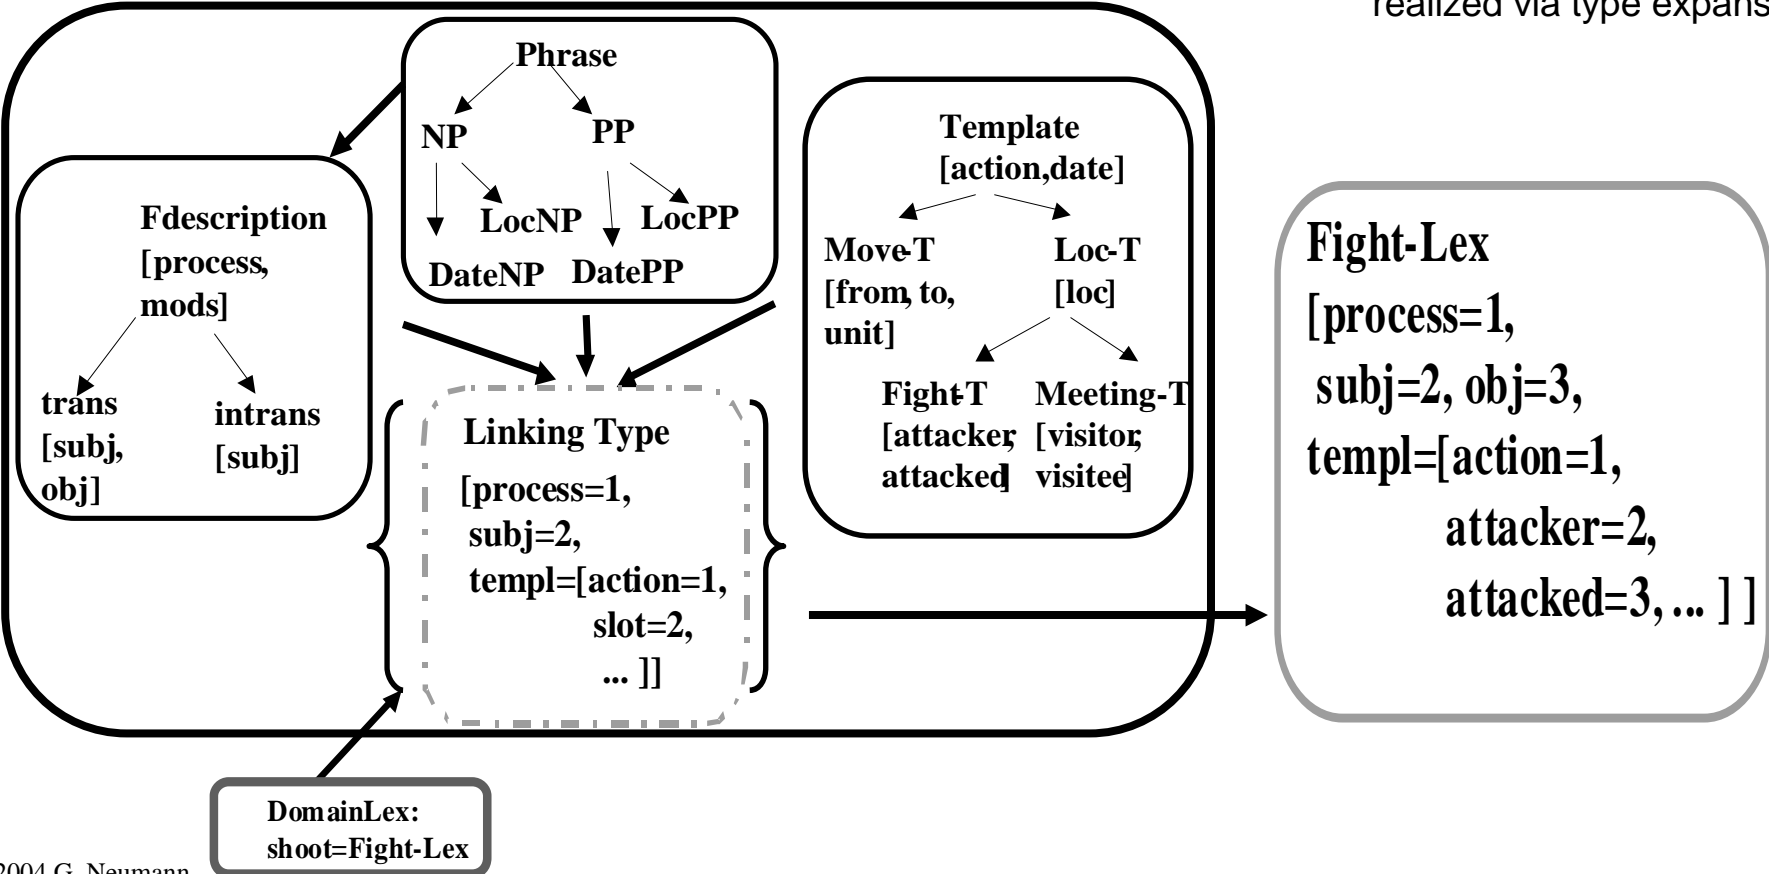 realized via type
Phrase
NP
PP
LocNP
LocPP
DateNP
DatePP
Fdescription
[process,
mods]
trans
[subj,
obj]
intrans
[subj]
Template
[action,date]
Move-T
[from, to,
unit]
Loc-T
[loc]
Fight-T
[attacker,
attacked]
Meeting-T
[visitor,
visitee]
Linking Type
[process=1,
subj=2,
templ=[action=1,
slot=2,
... ]]
Fight-Lex
[process=1,
subj=2, obj=3,
templ=[action=1,
attacker=2,
attacked=3, ... ] ]
DomainLex:
shoot=Fight-Lex
2004 G. Neumann